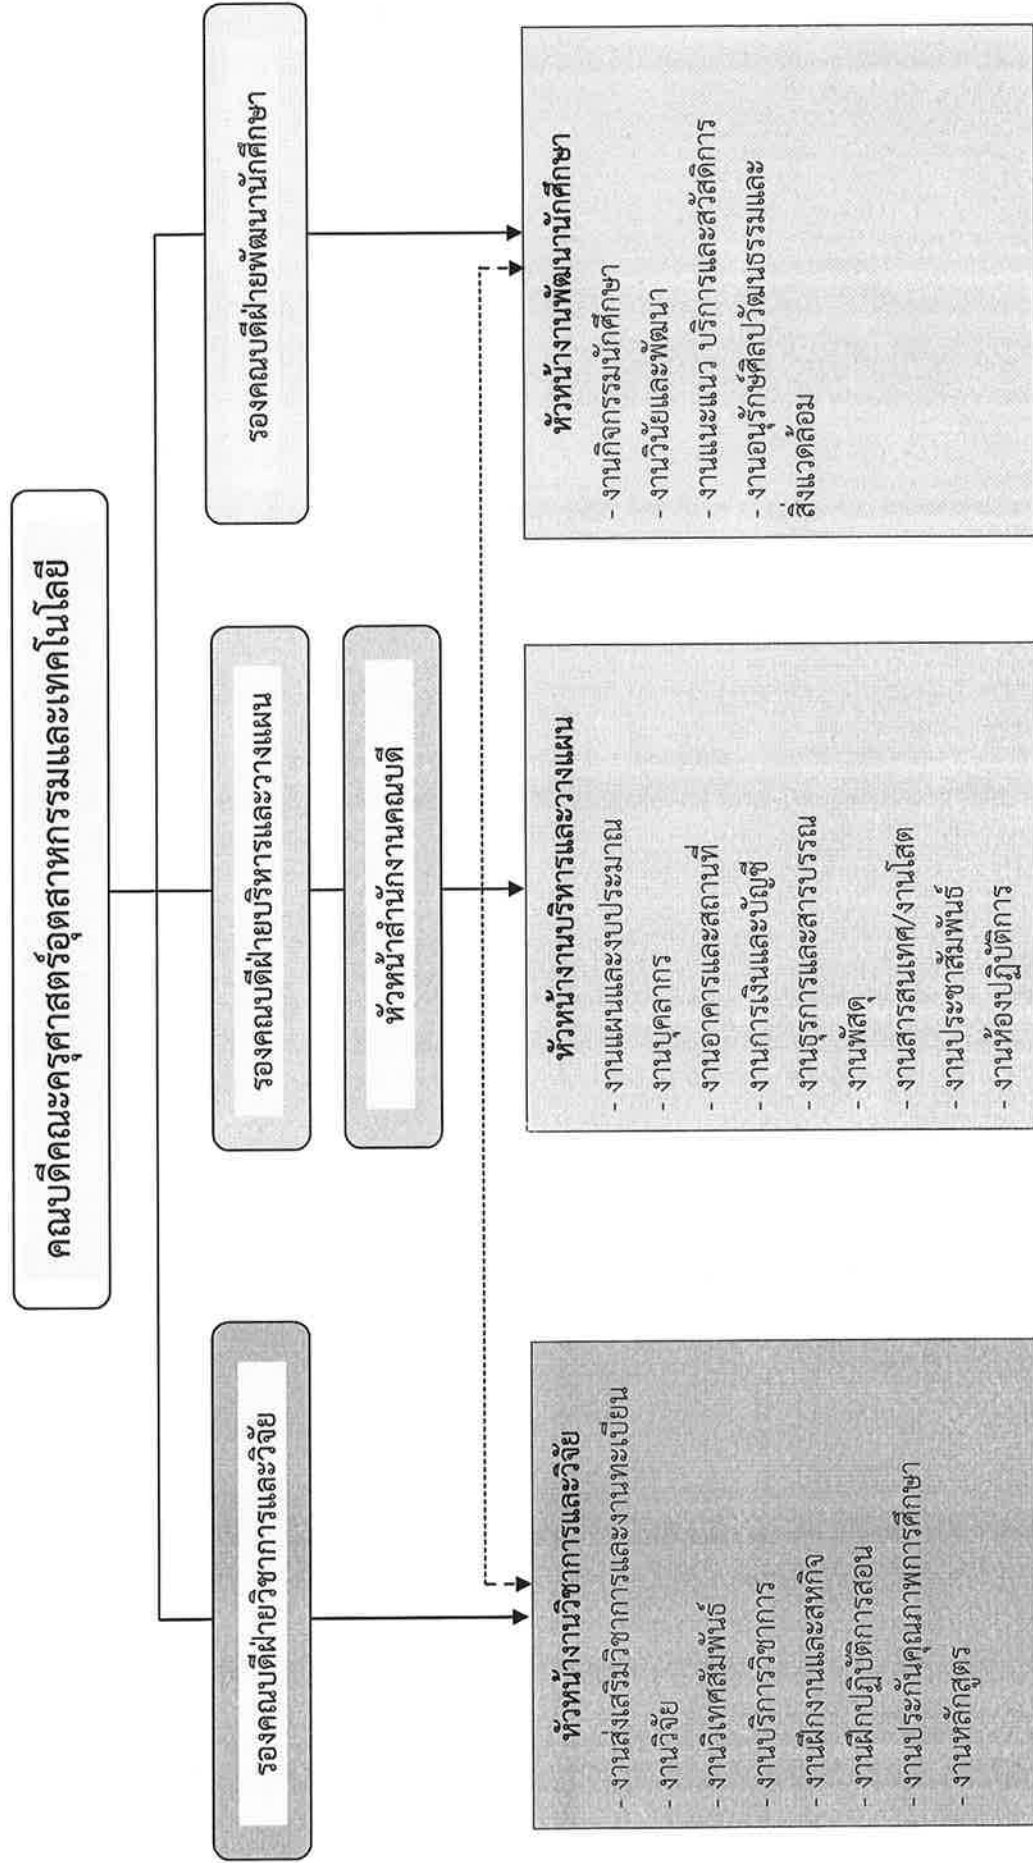 คณบดีคณะครุศาสตร์อุตสาหกรรมและเทคโนโลยี
รองคณบดีฝ่ายวิชาการและวิจัย
รองคณบดีฝ่ายบริหารและวางแผน
รองคณบดีฝ่ายพัฒนานักศึกษา
หัวหน้าสำนักงานคณบดี
หัวหน้างานวิชาการและวิจัย
- งานส่งเสริมวิชาการและงานทะเบียน
- งานวิจัย
- งานวิเทศสัมพันธ์
- งานบริการวิชาการ
- งานฝึกงานและสหกิจ
- งานฝึกปฏิบัติการสอน
- งานประกันคุณภาพการศึกษา
- งานหลักสูตร
หัวหน้างานบริหารและวางแผน
- งานแผนและงบประมาณ
- งานบุคลากร
- งานอาคารและสถานที่
- งานการเงินและบัญชี
- งานธุรการและสารบรรณ
- งานพัสดุ
- งานสารสนเทศ/งานโสต
- งานประชาสัมพันธ์
- งานห้องปฏิบัติการ
หัวหน้างานพัฒนานักศึกษา
- งานกิจกรรมนักศึกษา
- งานวินัยและพัฒนา
- งานแนะแนว บริการและสวัสดิการ
- งานอนุรักษ์ศิลปวัฒนธรรมและ
สิ่งแวดล้อม